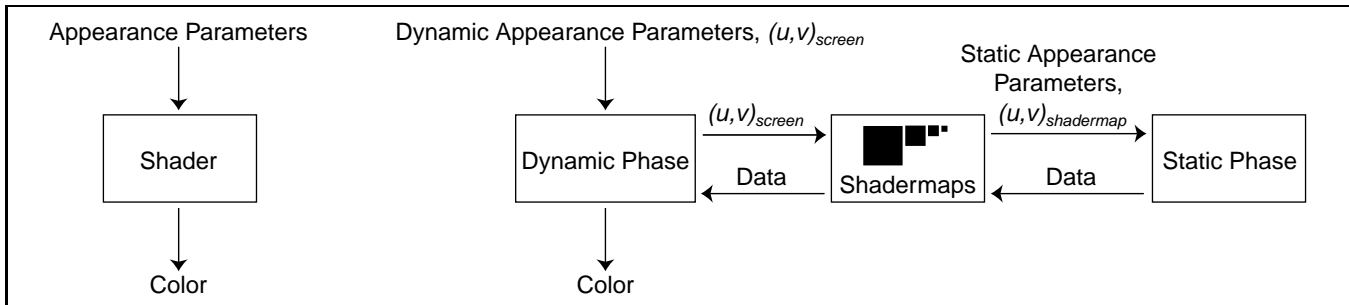 Appearance Parameters
Shader
Color
Dynamic Appearance Parameters, (u,v)screen
Dynamic Phase
Color
(u,v)screen
Data
Shadermaps
Static Appearance
Parameters,
(u,v)shadermap
Data
Static Phase